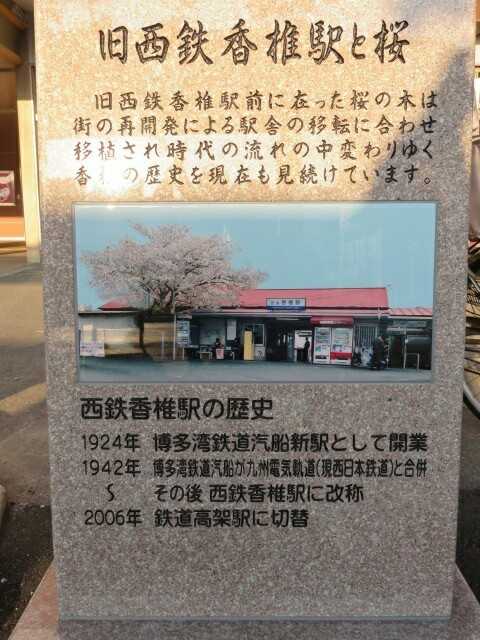 旧西鉄香椎駅と桜
旧西鉄香椎駅前に在った桜の木は
街の再開発による駅舎の移転に合わせ
移植され時代の流れの中変わりゆく
香椎の歴史を現在も見続けています。
西鉄香椎駅の歴史
1924年 博多湾鉄道汽船新駅として開業
1942年 博多湾鉄道汽船が九州電気軌道(現西日本鉄道)と合併
〜 その後 西鉄香椎駅に改称
2006年 鉄道高架駅に切替